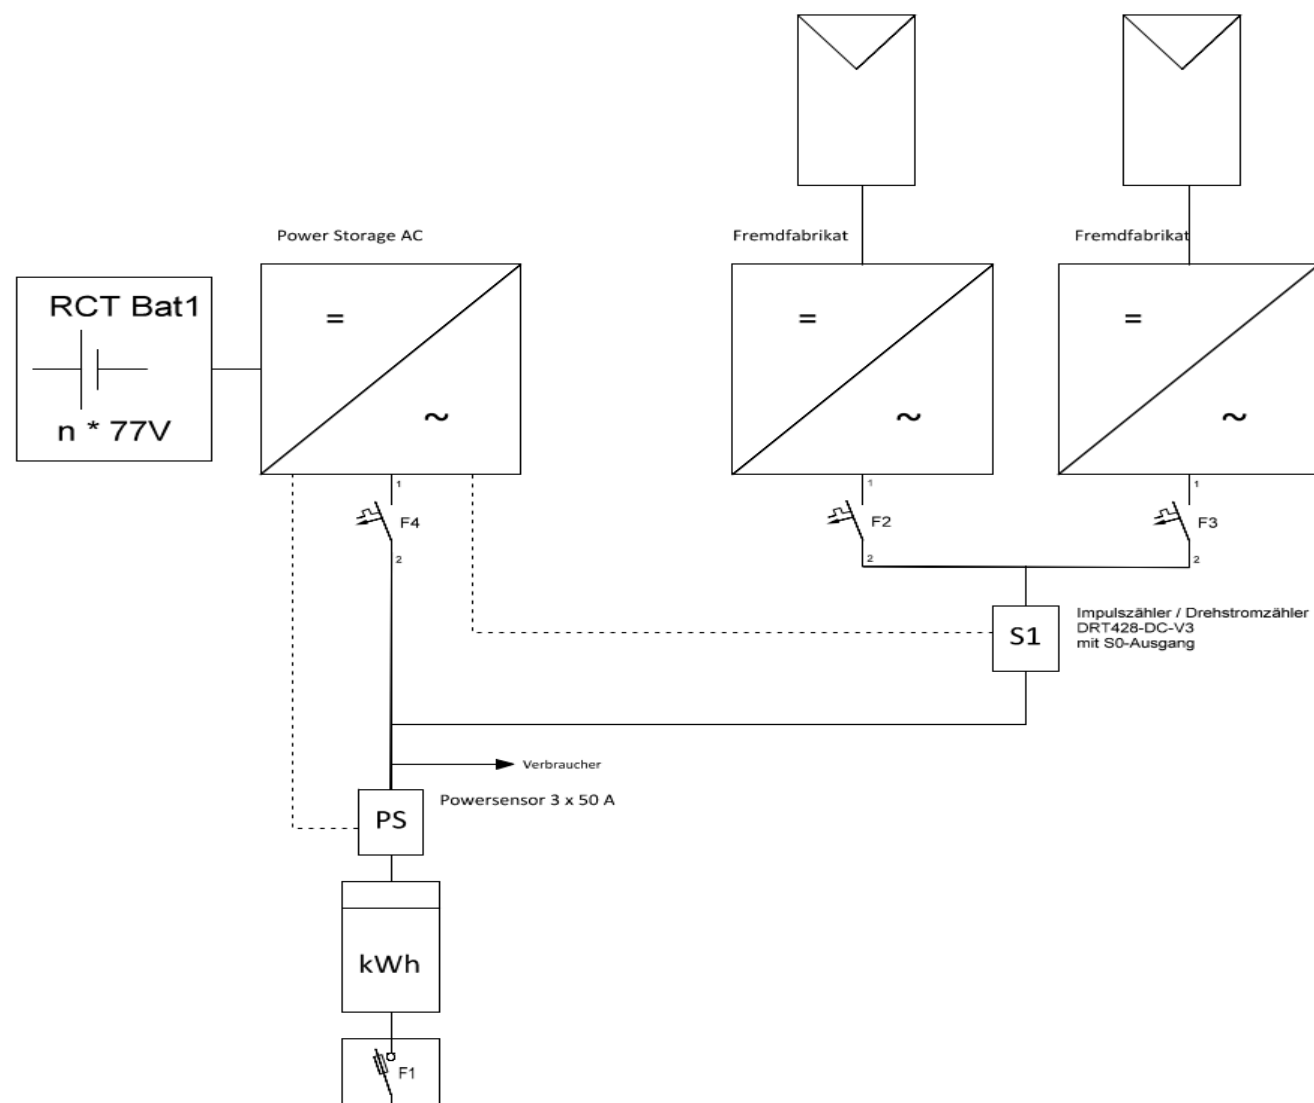 Power Storage AC
Fremdfabrikat
Fremdfabrikat
RCT Bat1
n * 77V
=
~
=
~
=
~
1
F4
2
1
F2
2
1
F3
2
S1
Impulszähler / Drehstromzähler
DRT428-DC-V3
mit S0-Ausgang
Verbraucher
PS
Powersensor 3 x 50 A
kWh
F1